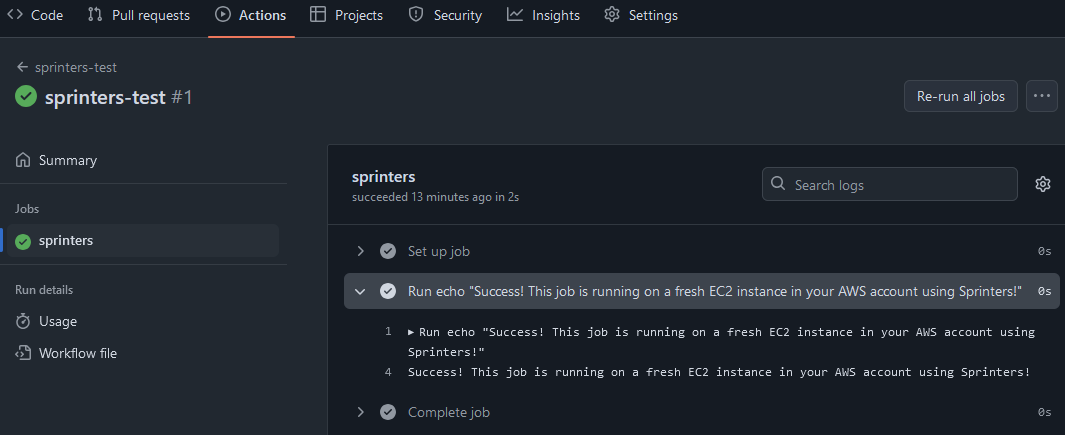 Code Pull requests Actions Projects Security Insights Settings
sprinters-test
sprinters-test #1
Re-run all jobs
Summary
Jobs
sprinters
Run details
Usage
Workflow file
sprinters
succeeded 13 minutes ago in 2s
Search logs
Set up job 0s
Run echo "Success! This job is running on a fresh EC2 instance in your AWS account using Sprinters!" 0s
1 Run echo "Success! This job is running on a fresh EC2 instance in your AWS account using
Sprinters!"
4 Success! This job is running on a fresh EC2 instance in your AWS account using Sprinters!
Complete job 0s